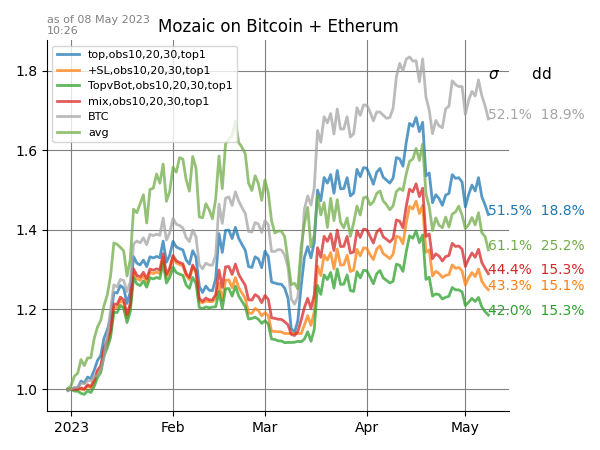 as of 08 May 2023
10:26
Mozaic on Bitcoin + Etherum
top,obs10,20,30,top1
+SL,obs10,20,30,top1
TopvBot,obs10,20,30,top1
mix,obs10,20,30,top1
BTC
avg
σ dd
52.1% 18.9%
51.5% 18.8%
61.1% 25.2%
44.4% 15.3%
43.3% 15.1%
42.0% 15.3%
1.8
1.6
1.4
1.2
1.0
2023 Feb Mar Apr May